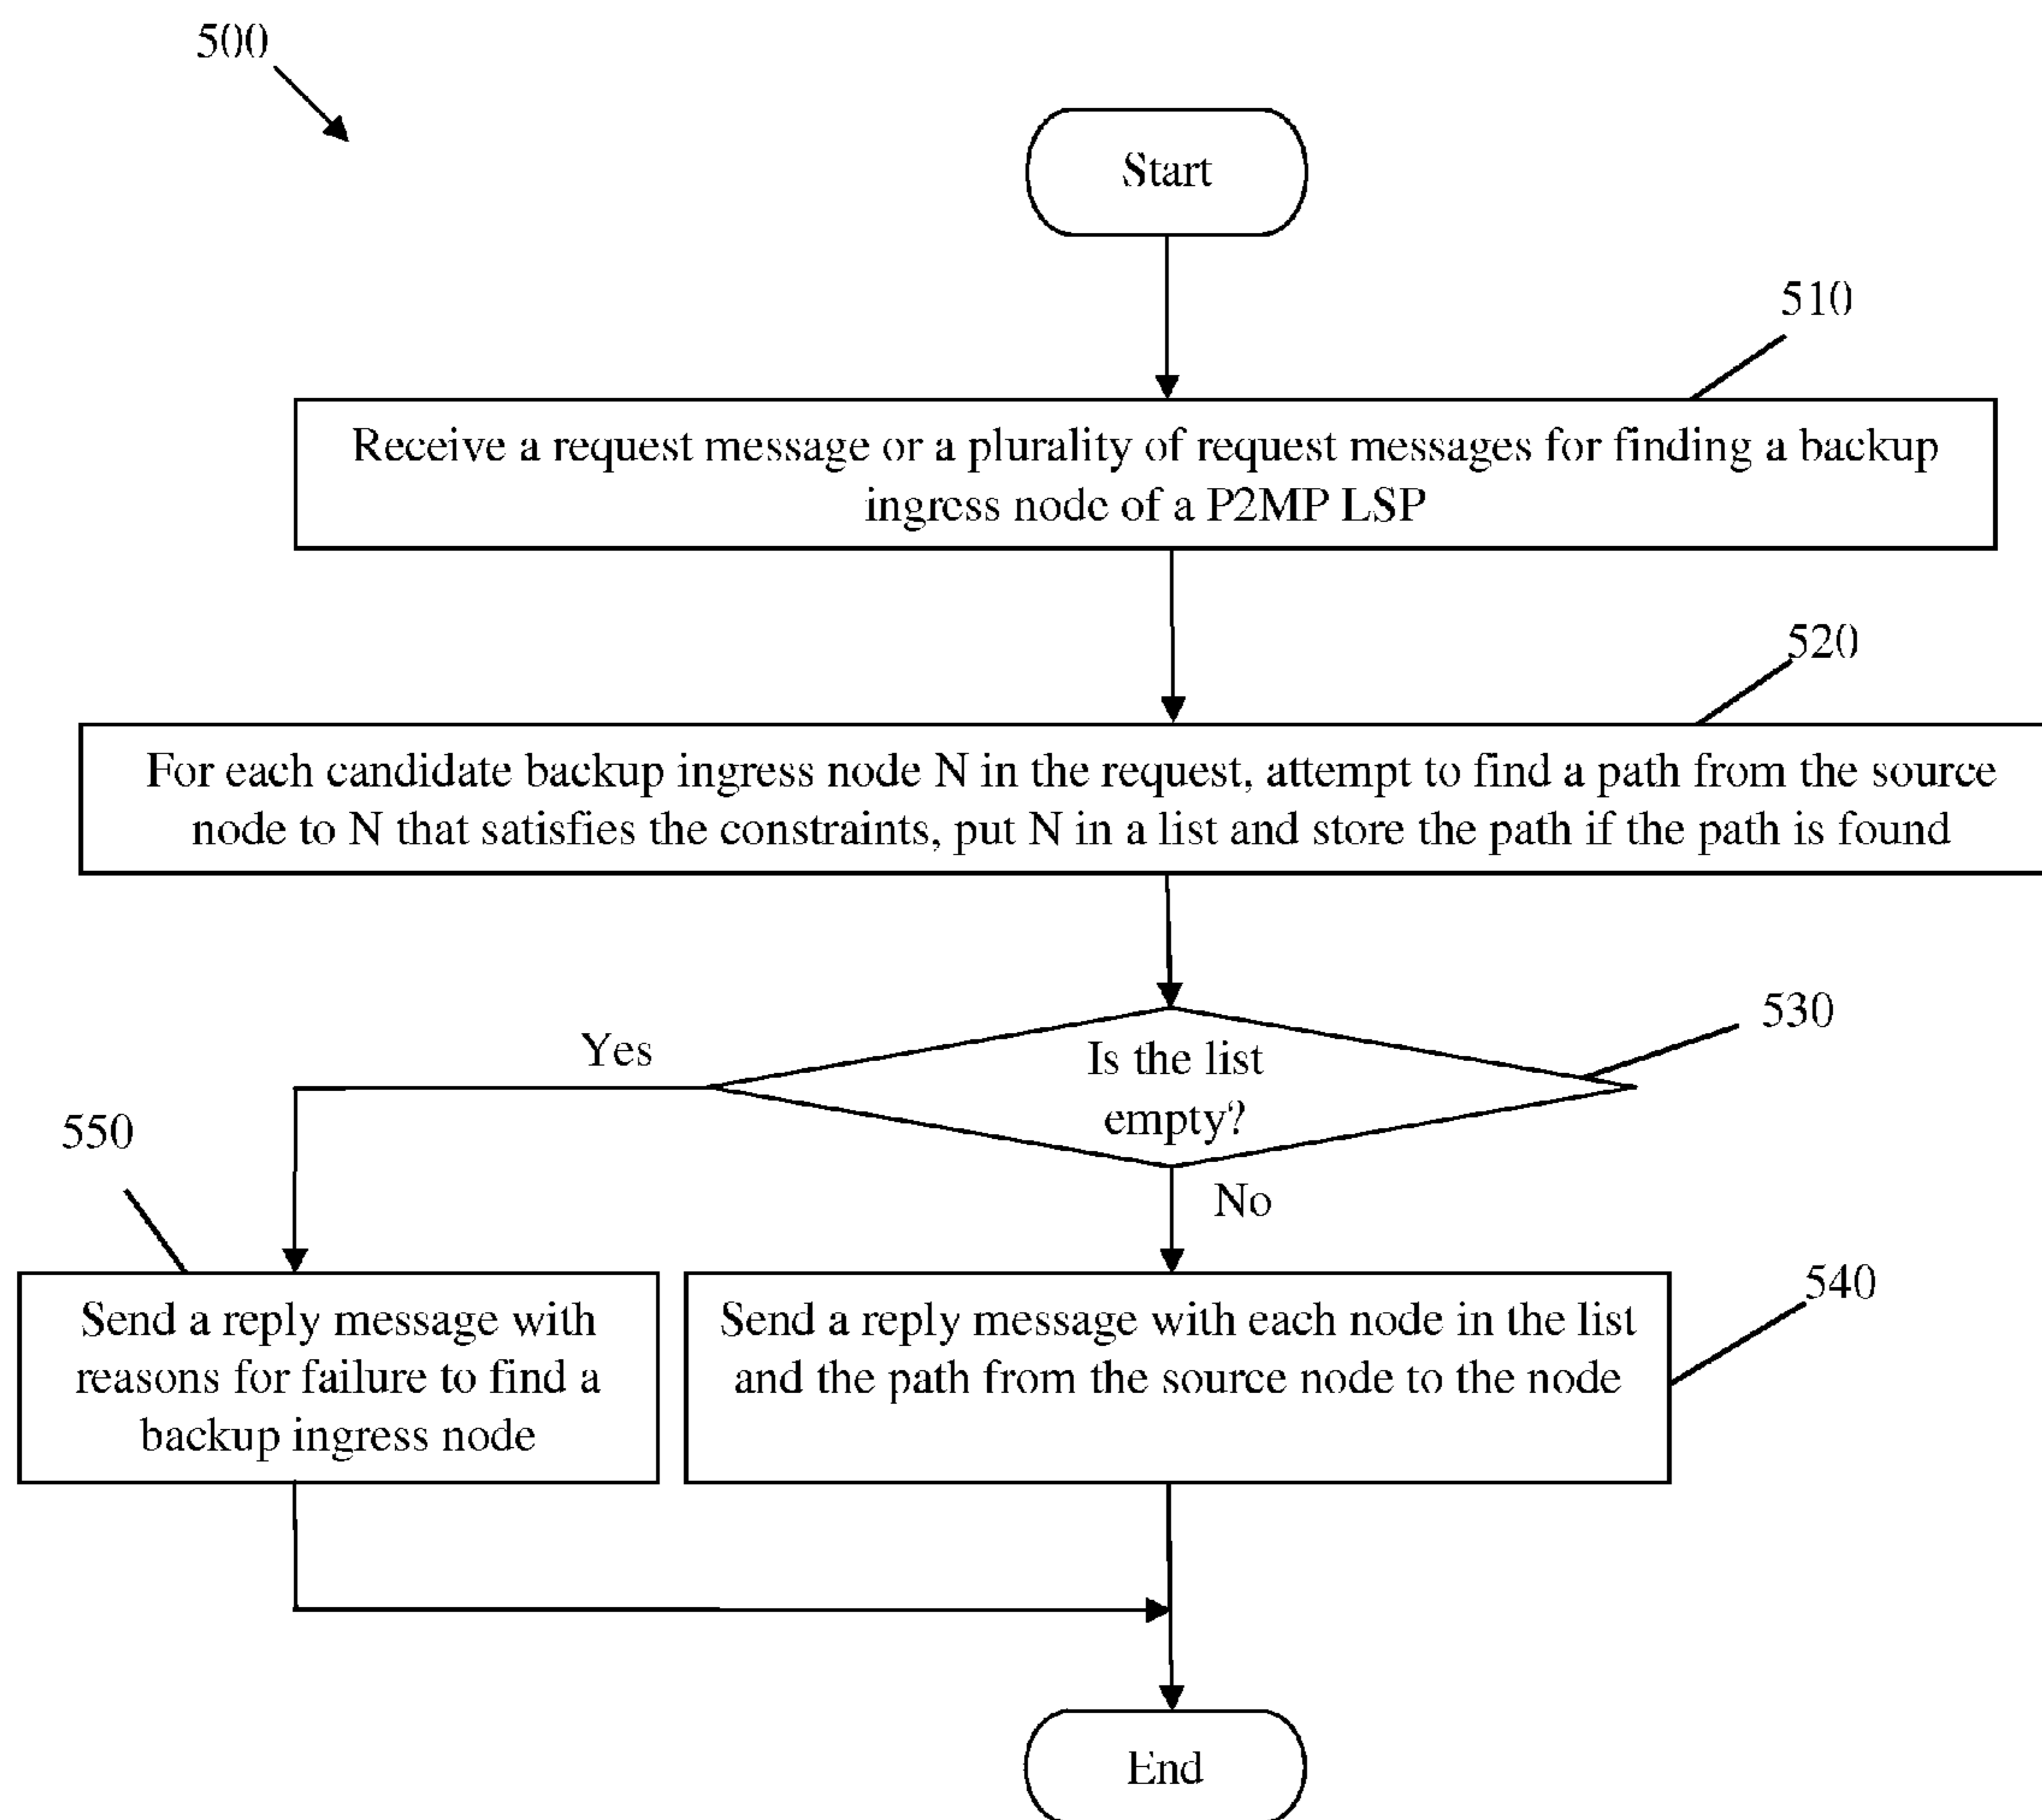 500
Start
510
Receive a request message or a plurality of request messages for finding a backup
ingress node of a P2MP LSP
520
For each candidate backup ingress node N in the request, attempt to find a path from the source
node to N that satisfies the constraints, put N in a list and store the path if the path is found
530
Is the list
empty?
Yes
No
550
Send a reply message with
reasons for failure to find a
backup ingress node
540
Send a reply message with each node in the list
and the path from the source node to the node
End